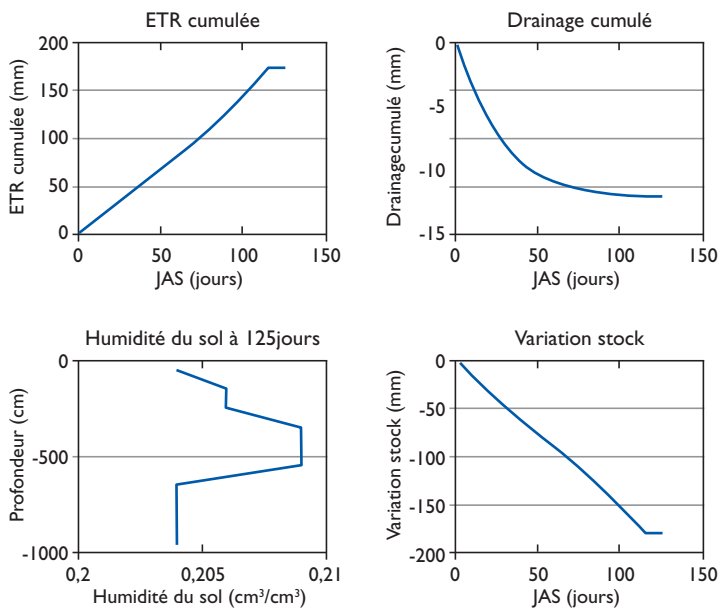 ETR cumulée
200
150
100
50
0
ETR cumulée (mm)
0 50 100 150
JAS (jours)
Drainage cumulé
0
-5
-10
-15
Drainagecumulé (mm)
0 50 100 150
JAS (jours)
Humidité du sol à 125jours
0
-500
-1000
Profondeur (cm)
0,2 0,205 0,21
Humidité du sol (cm³/cm³)
Variation stock
0
-50
-100
-150
-200
Variation stock (mm)
0 50 100 150
JAS (jours)